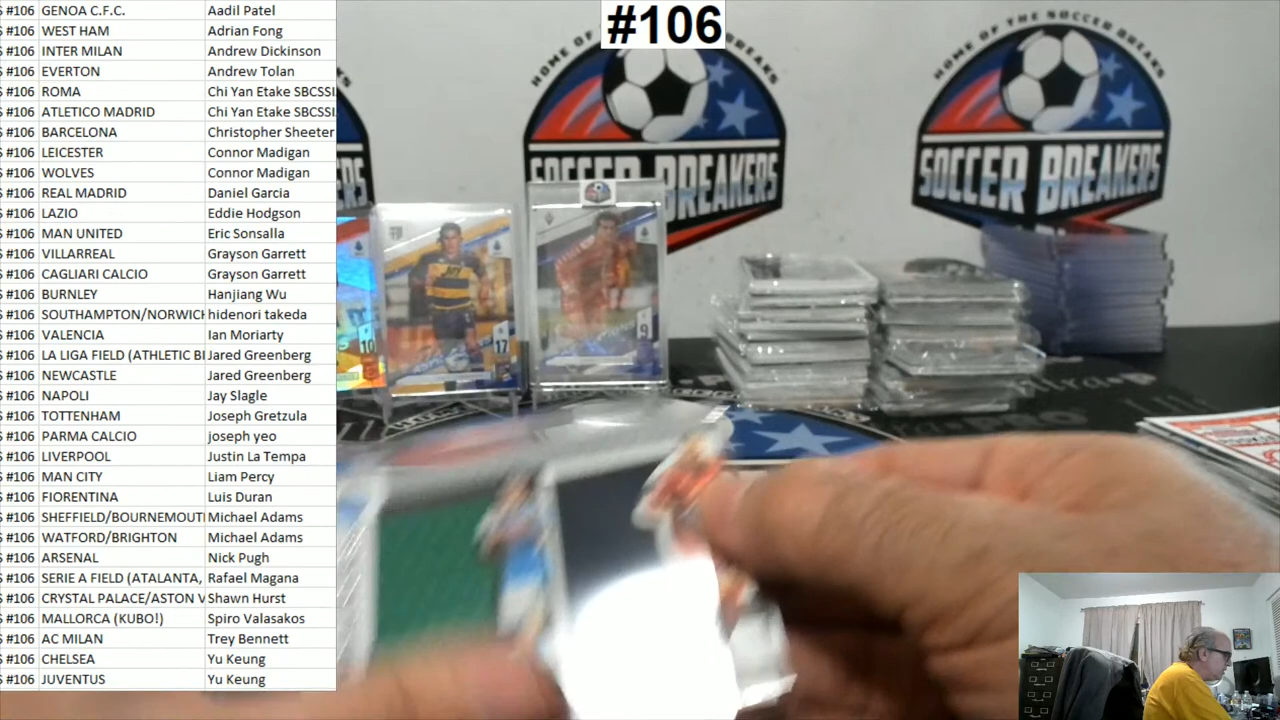 #106
$ #106 GENOA C.F.C. Aadil Patel
$ #106 WEST HAM Adrian Fong
$ #106 INTER MILAN Andrew Dickinson
$ #106 EVERTON Andrew Tolan
$ #106 ROMA Chi Yan Etake SBCSSI
$ #106 ATLETICO MADRID Chi Yan Etake SBCSSI
$ #106 BARCELONA Christopher Sheeter
$ #106 LEICESTER Connor Madigan
$ #106 WOLVES Connor Madigan
$ #106 REAL MADRID Daniel Garcia
$ #106 LAZIO Eddie Hodgson
$ #106 MAN UNITED Eric Sonsalla
$ #106 VILLARREAL Grayson Garrett
$ #106 CAGLIARI CALCIO Grayson Garrett
$ #106 BURNLEY Hanjiang Wu
$ #106 SOUTHAMPTON/NORWICH hidenori takeda
$ #106 VALENCIA Ian Moriarty
$ #106 LA LIGA FIELD (ATHLETIC BI Jared Greenberg
$ #106 NEWCASTLE Jared Greenberg
$ #106 NAPOLI Jay Slagle
$ #106 TOTTENHAM Joseph Gretzula
$ #106 PARMA CALCIO joseph yeo
$ #106 LIVERPOOL Justin La Tempa
$ #106 MAN CITY Liam Percy
$ #106 FIORENTINA Luis Duran
$ #106 SHEFFIELD/BOURNEMOUT Michael Adams
$ #106 WATFORD/BRIGHTON Michael Adams
$ #106 ARSENAL Nick Pugh
$ #106 SERIE A FIELD (ATALANTA, Rafael Magana
$ #106 CRYSTAL PALACE/ASTON V Shawn Hurst
$ #106 MALLORCA (KUBO!) Spiro Valasakos
$ #106 AC MILAN Trey Bennett
$ #106 CHELSEA Yu Keung
$ #106 JUVENTUS Yu Keung
HOME OF THE SOCCER BREAKS
SOCCER BREAKERS
HOME OF THE SOCCER BREAKS
SOCCER BREAKERS
ERS
10
17
9